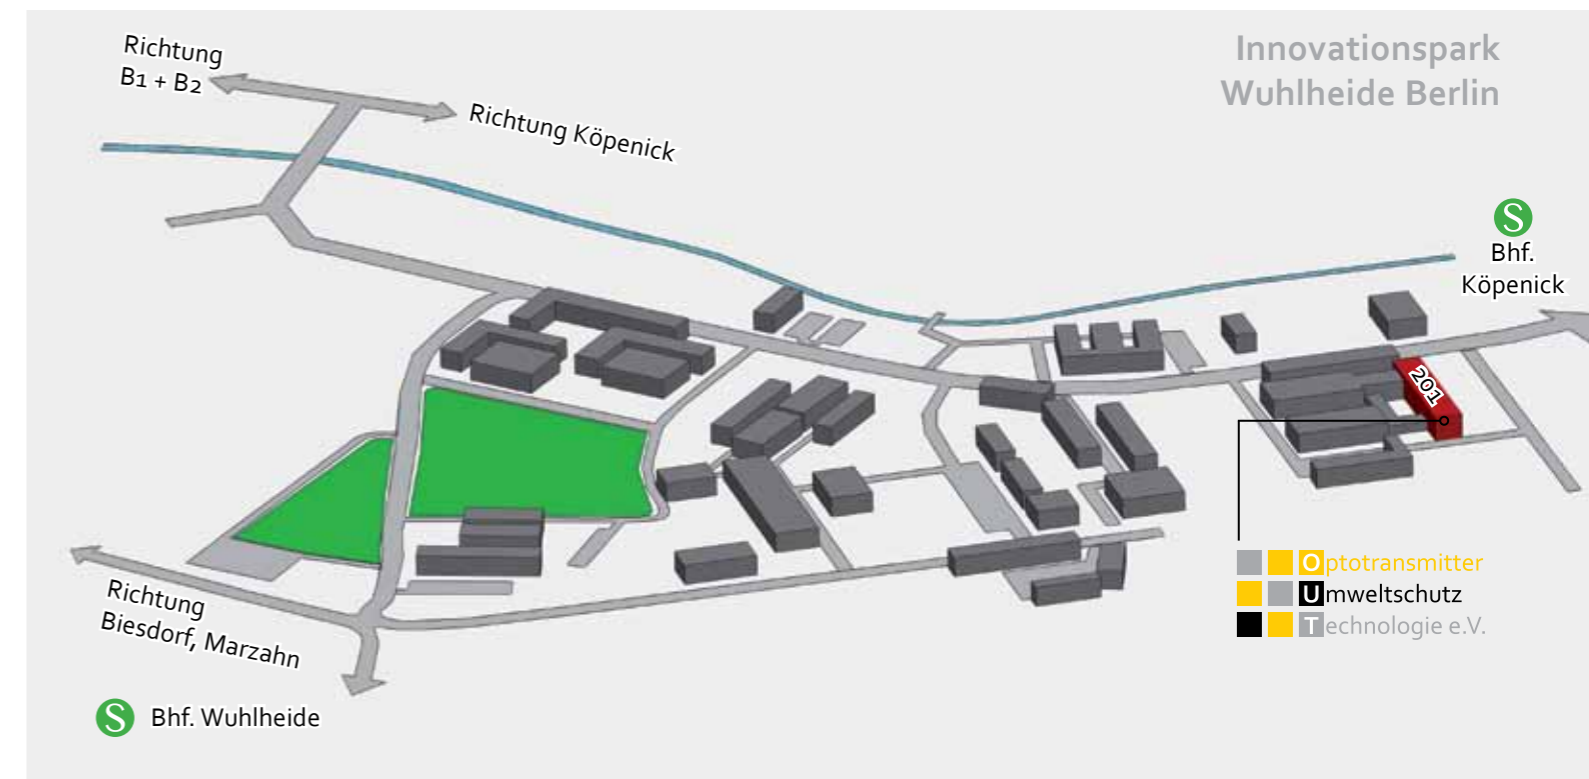 Richtung
B1 + B2
Richtung Köpenick
Innovationspark
Wuhlheide Berlin
S
Bhf.
Köpenick
201
Optotransmitter
Umweltschutz
Technologie e.V.
Richtung
Biesdorf, Marzahn
S Bhf. Wuhlheide